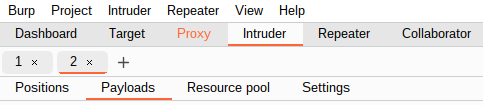 Burp Project Intruder Repeater View Help
Dashboard Target Proxy Intruder Repeater Collaborator
1 × 2 × +
Positions Payloads Resource pool Settings